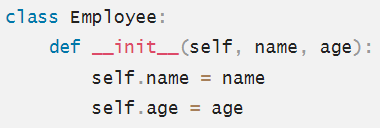 class Employee:
    def __init__(self, name, age):
        self.name = name
        self.age = age